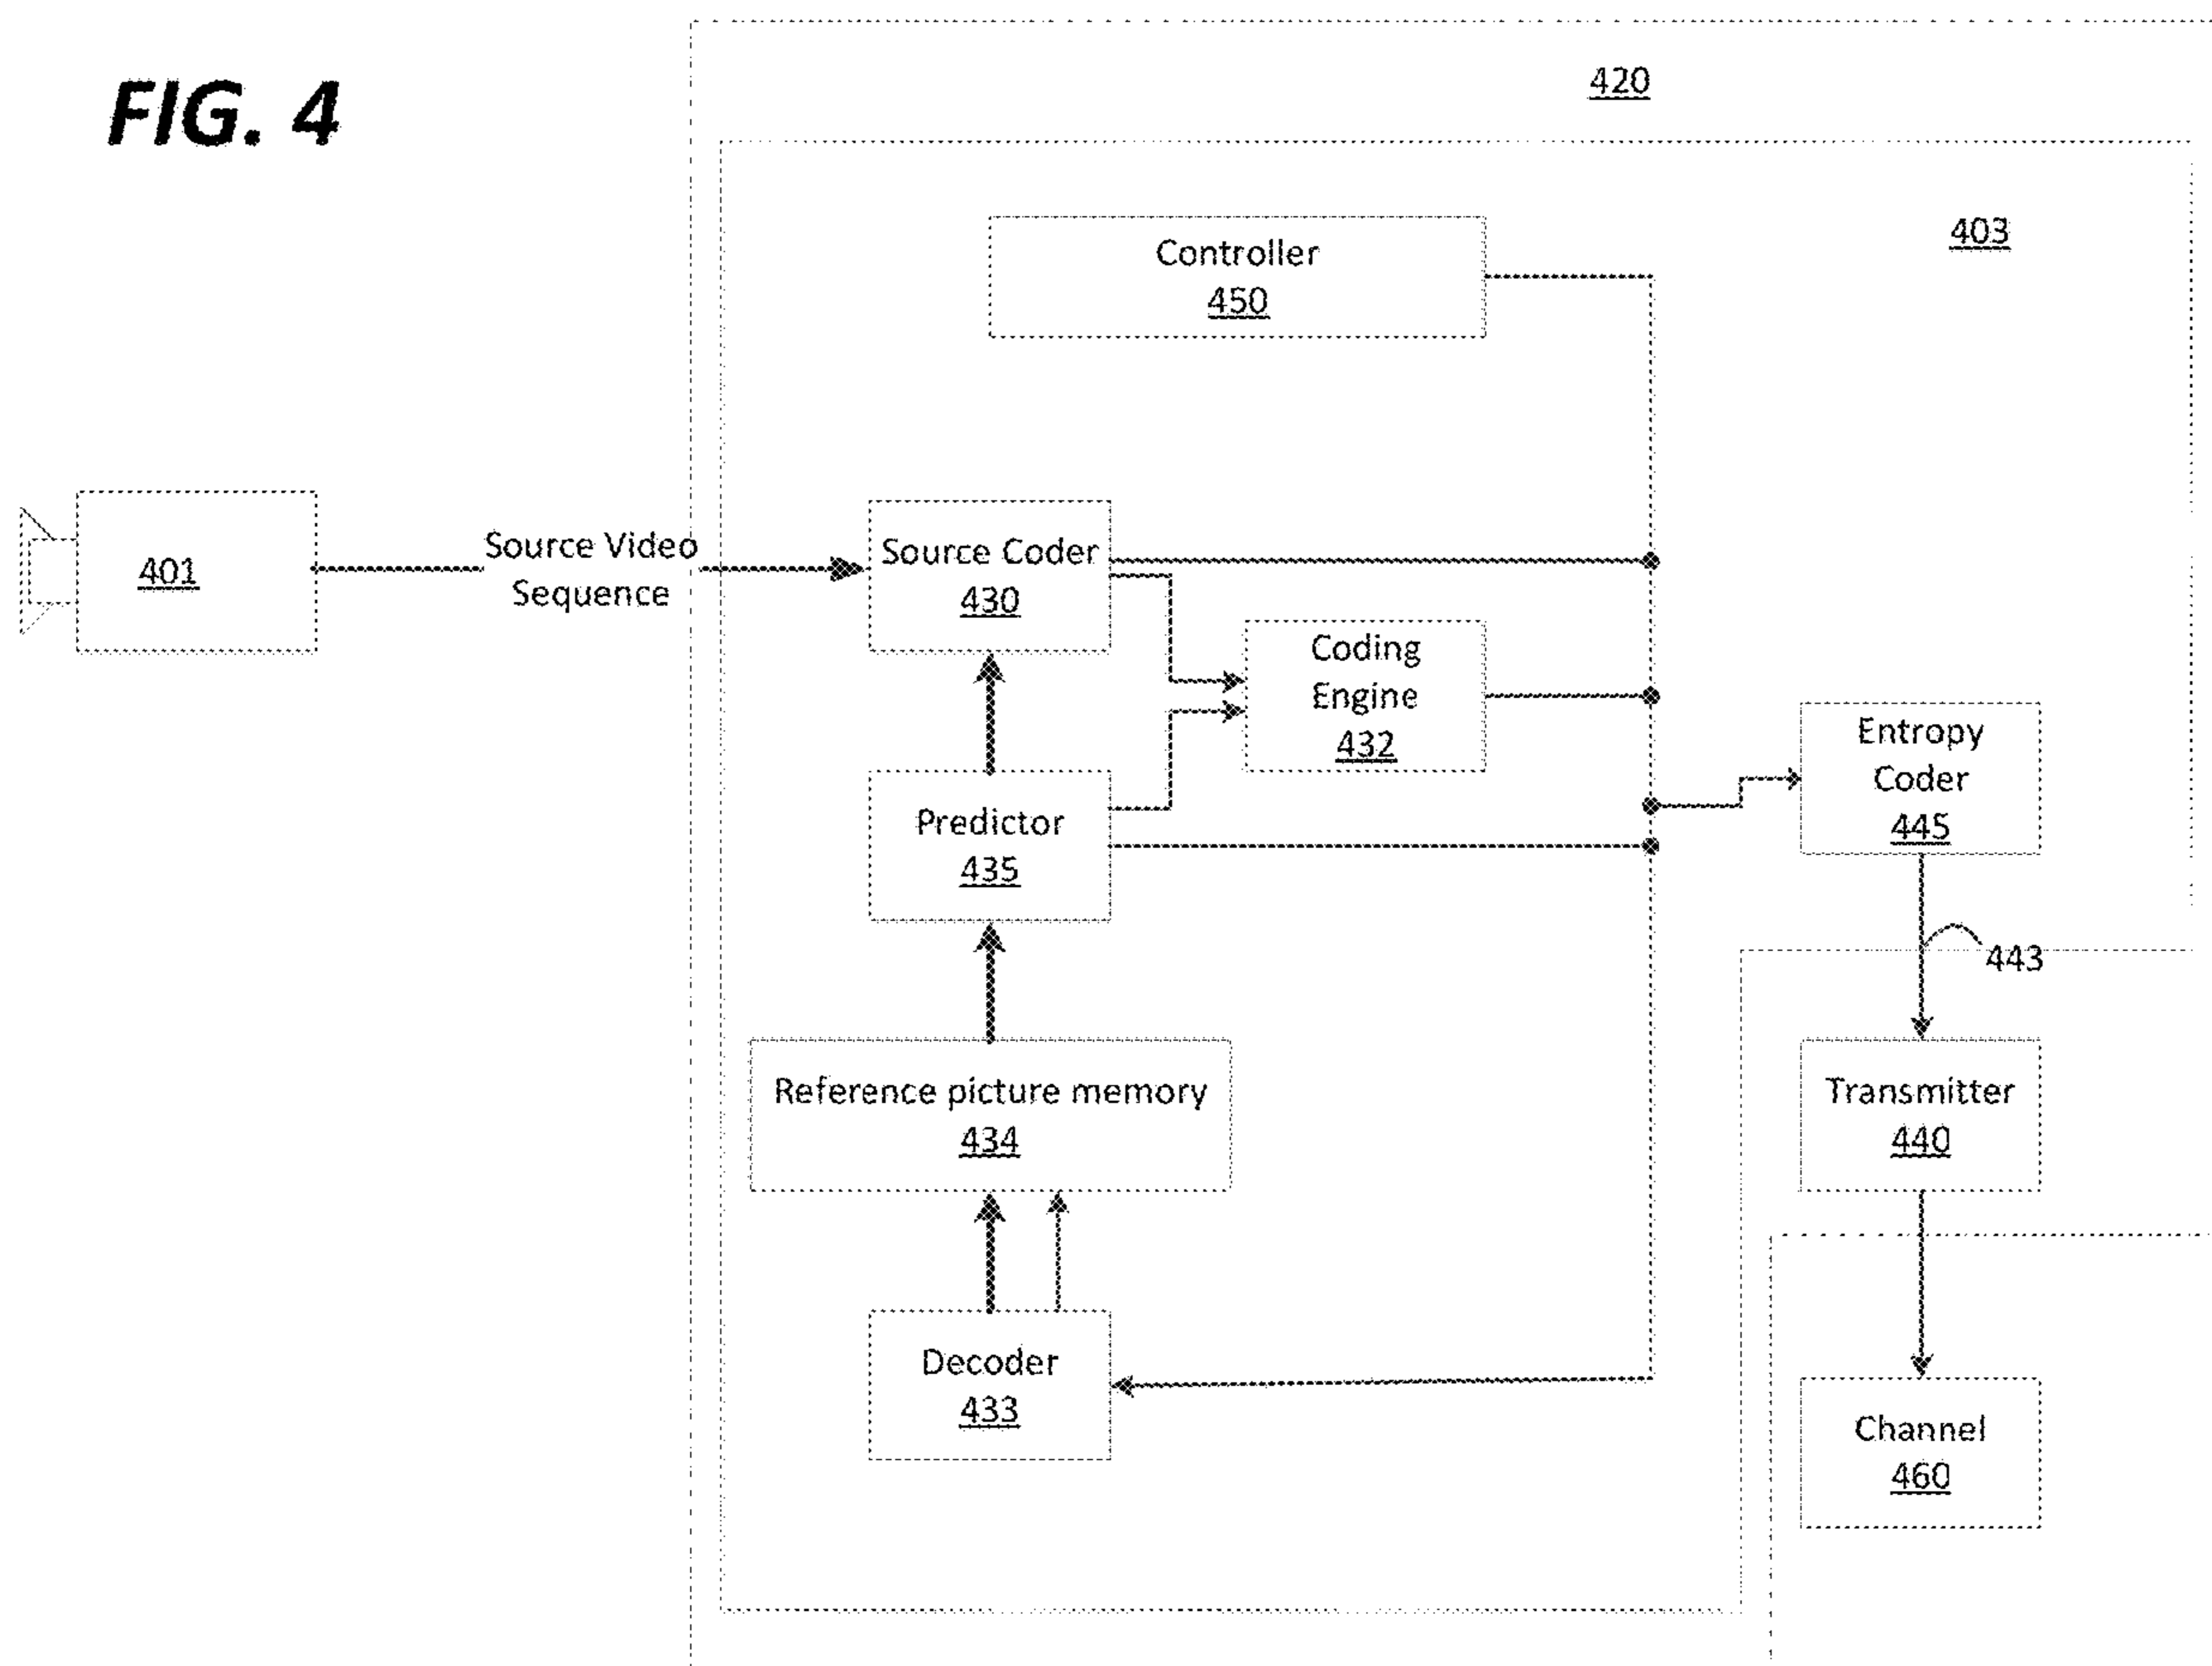 FIG. 4
420
403
Controller
450
401
Source Video
Sequence
Source Coder
430
Coding
Engine
432
Entropy
Coder
445
Predictor
435
443
Reference picture memory
434
Transmitter
440
Decoder
433
Channel
460